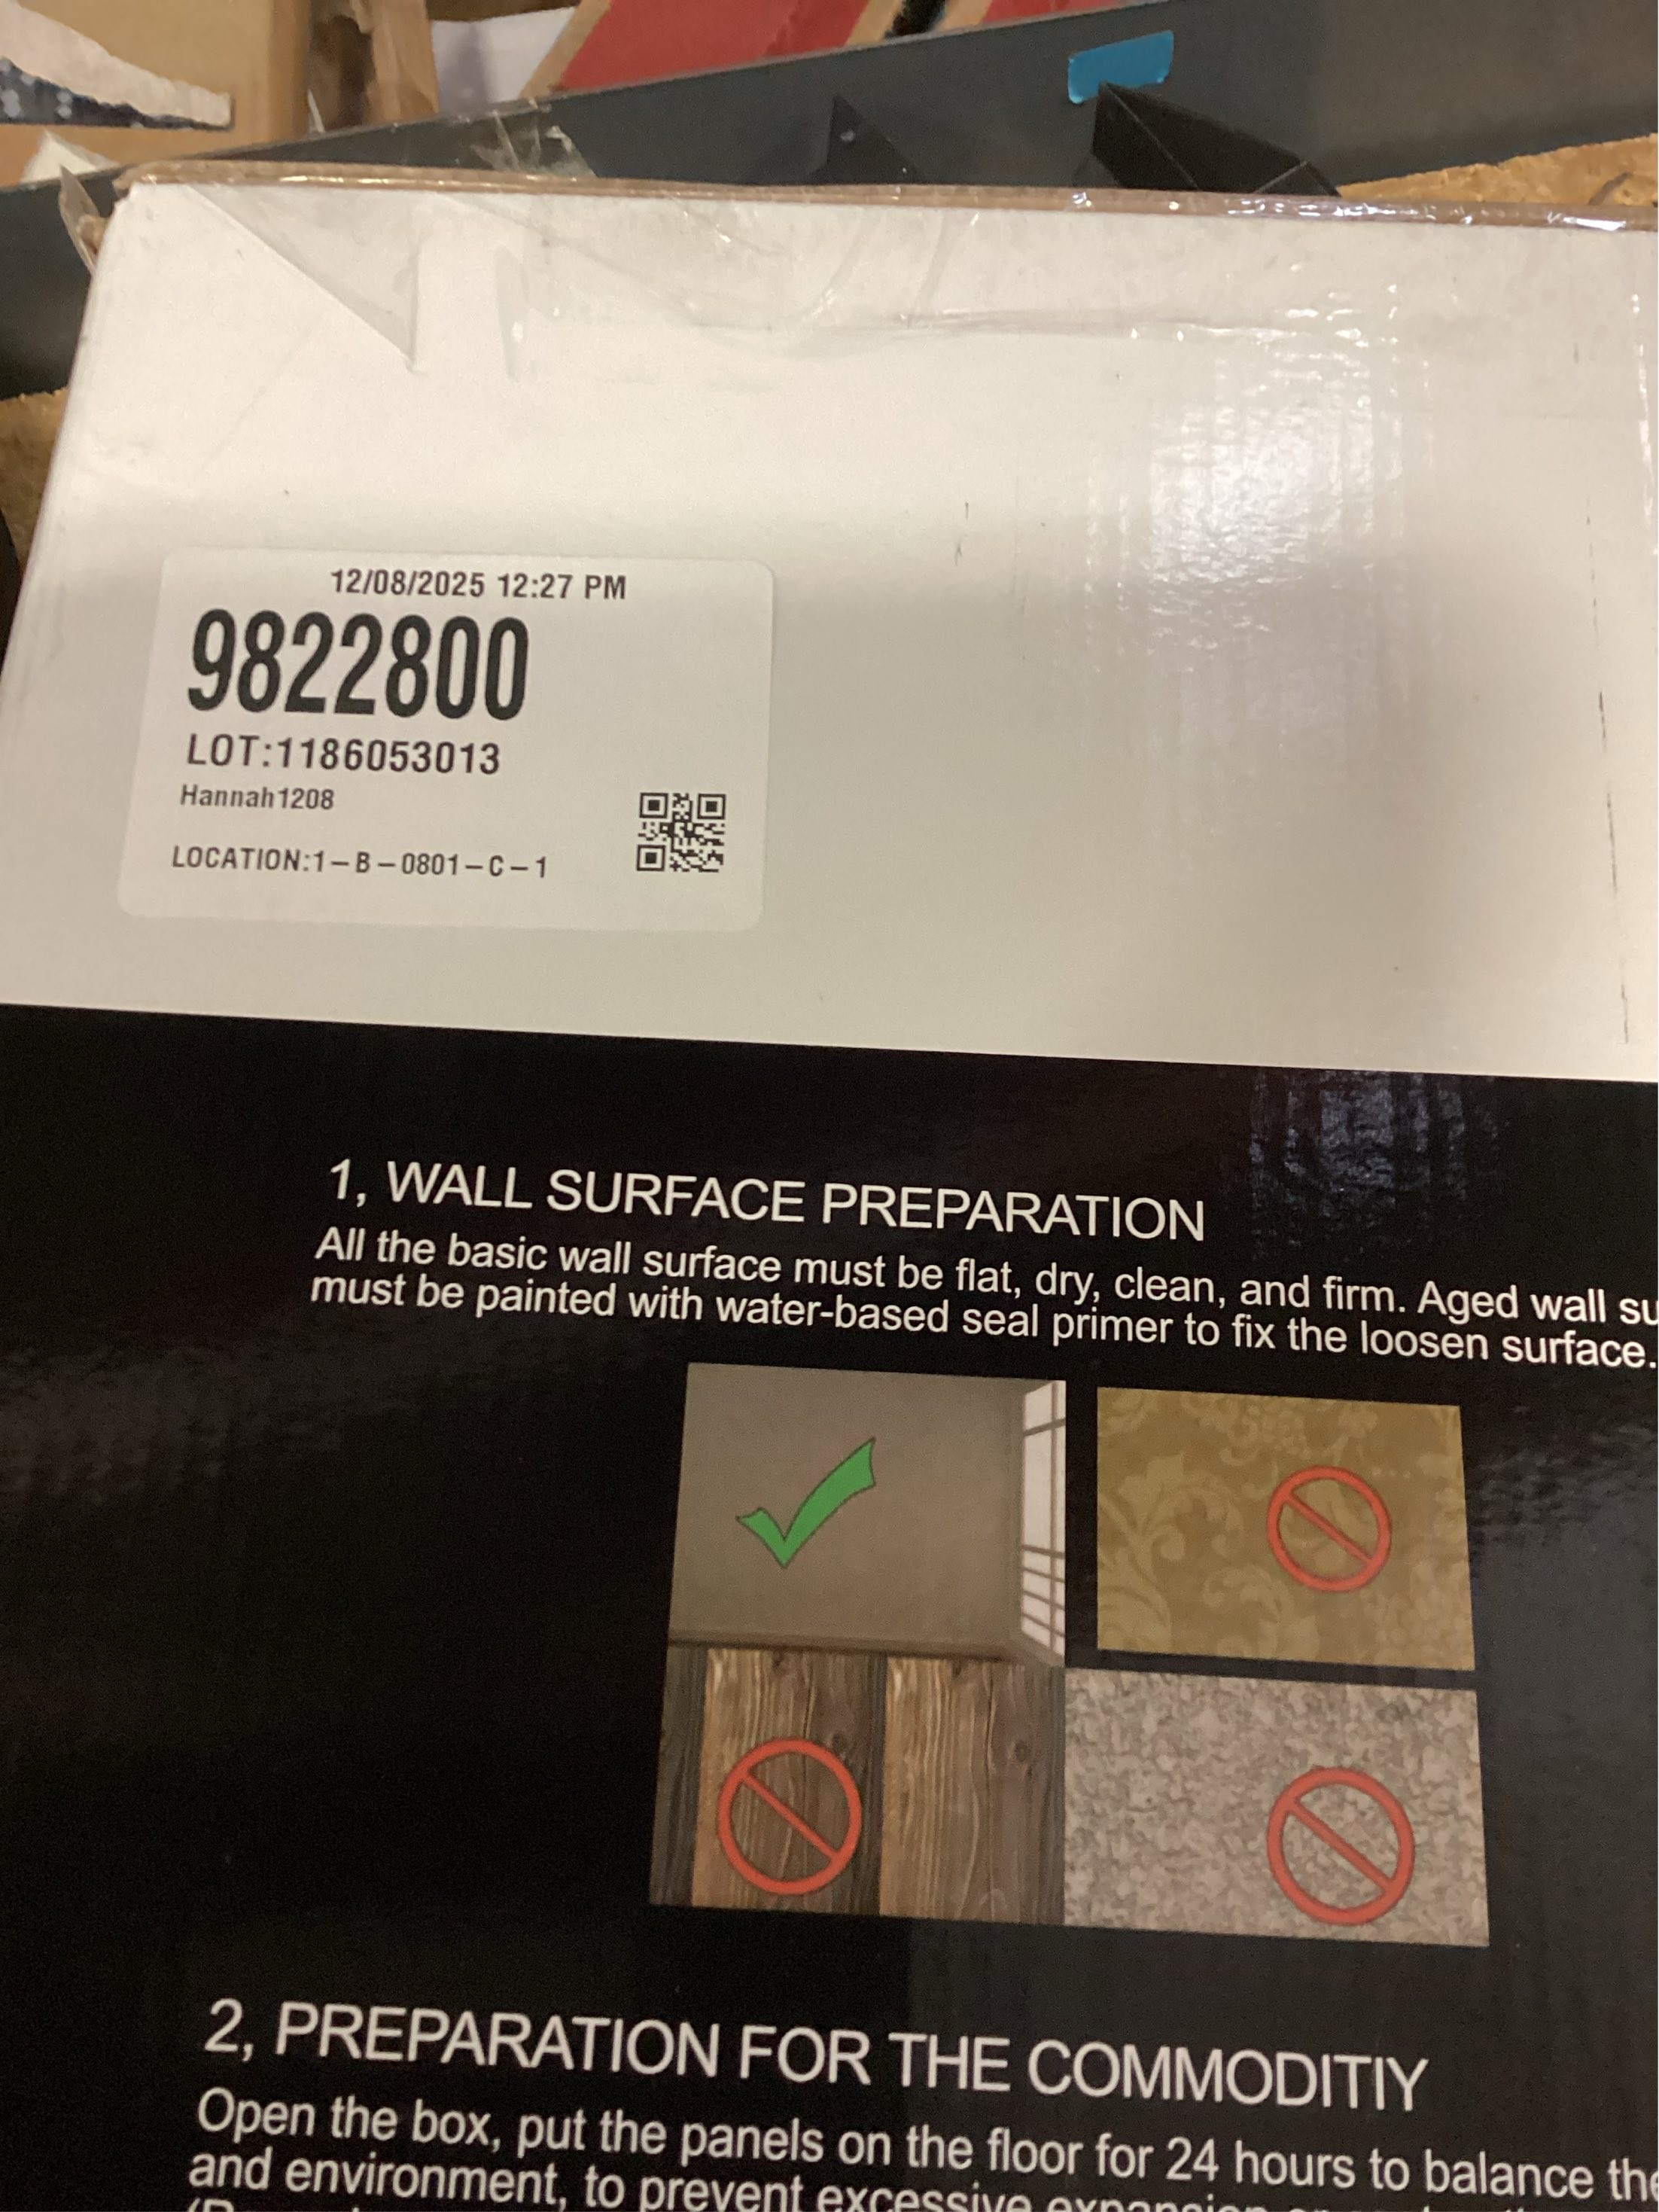 12/08/2025 12:27 PM
9822800
LOT:1186053013
Hannah1208
LOCATION:1-B-0801-C-1
1, WALL SURFACE PREPARATION
All the basic wall surface must be flat, dry, clean, and firm. Aged wall su
must be painted with water-based seal primer to fix the loosen surface.
2, PREPARATION FOR THE COMMODITIY
Open the box, put the panels on the floor for 24 hours to balance the
and environment, to prevent excessive expansion